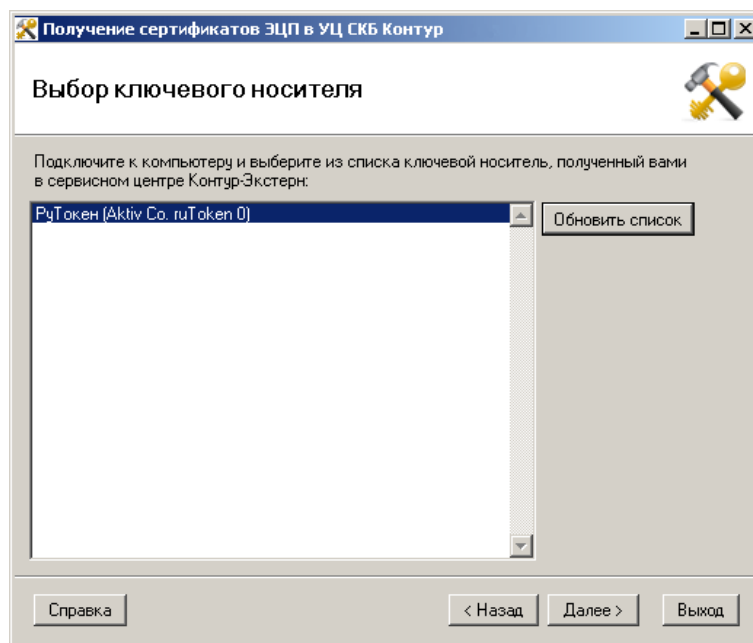 Получение сертификатов ЭЦП в УЦ СКБ Контур
Выбор ключевого носителя
Подключите к компьютеру и выберите из списка ключевой носитель, полученный вами
в сервисном центре Контур-Экстерн:
РуТокен (Aktiv Co. ruToken 0)
Обновить список
Справка
< Назад
Далее >
Выход